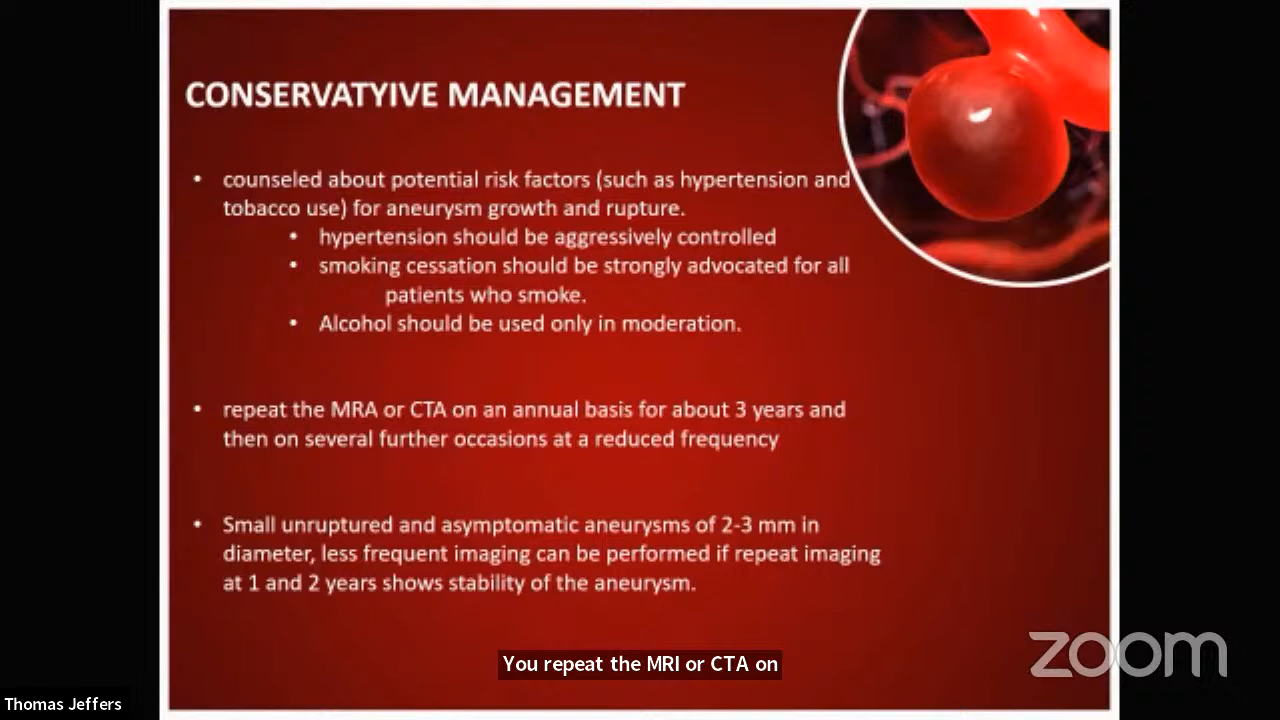 CONSERVATYIVE MANAGEMENT
• counseled about potential risk factors (such as hypertension and
tobacco use) for aneurysm growth and rupture.
• hypertension should be aggressively controlled
• smoking cessation should be strongly advocated for all
patients who smoke.
• Alcohol should be used only in moderation.
• repeat the MRA or CTA on an annual basis for about 3 years and
then on several further occasions at a reduced frequency
• Small unruptured and asymptomatic aneurysms of 2-3 mm in
diameter, less frequent imaging can be performed if repeat imaging
at 1 and 2 years shows stability of the aneurysm.
You repeat the MRI or CTA on
zoom
Thomas Jeffers